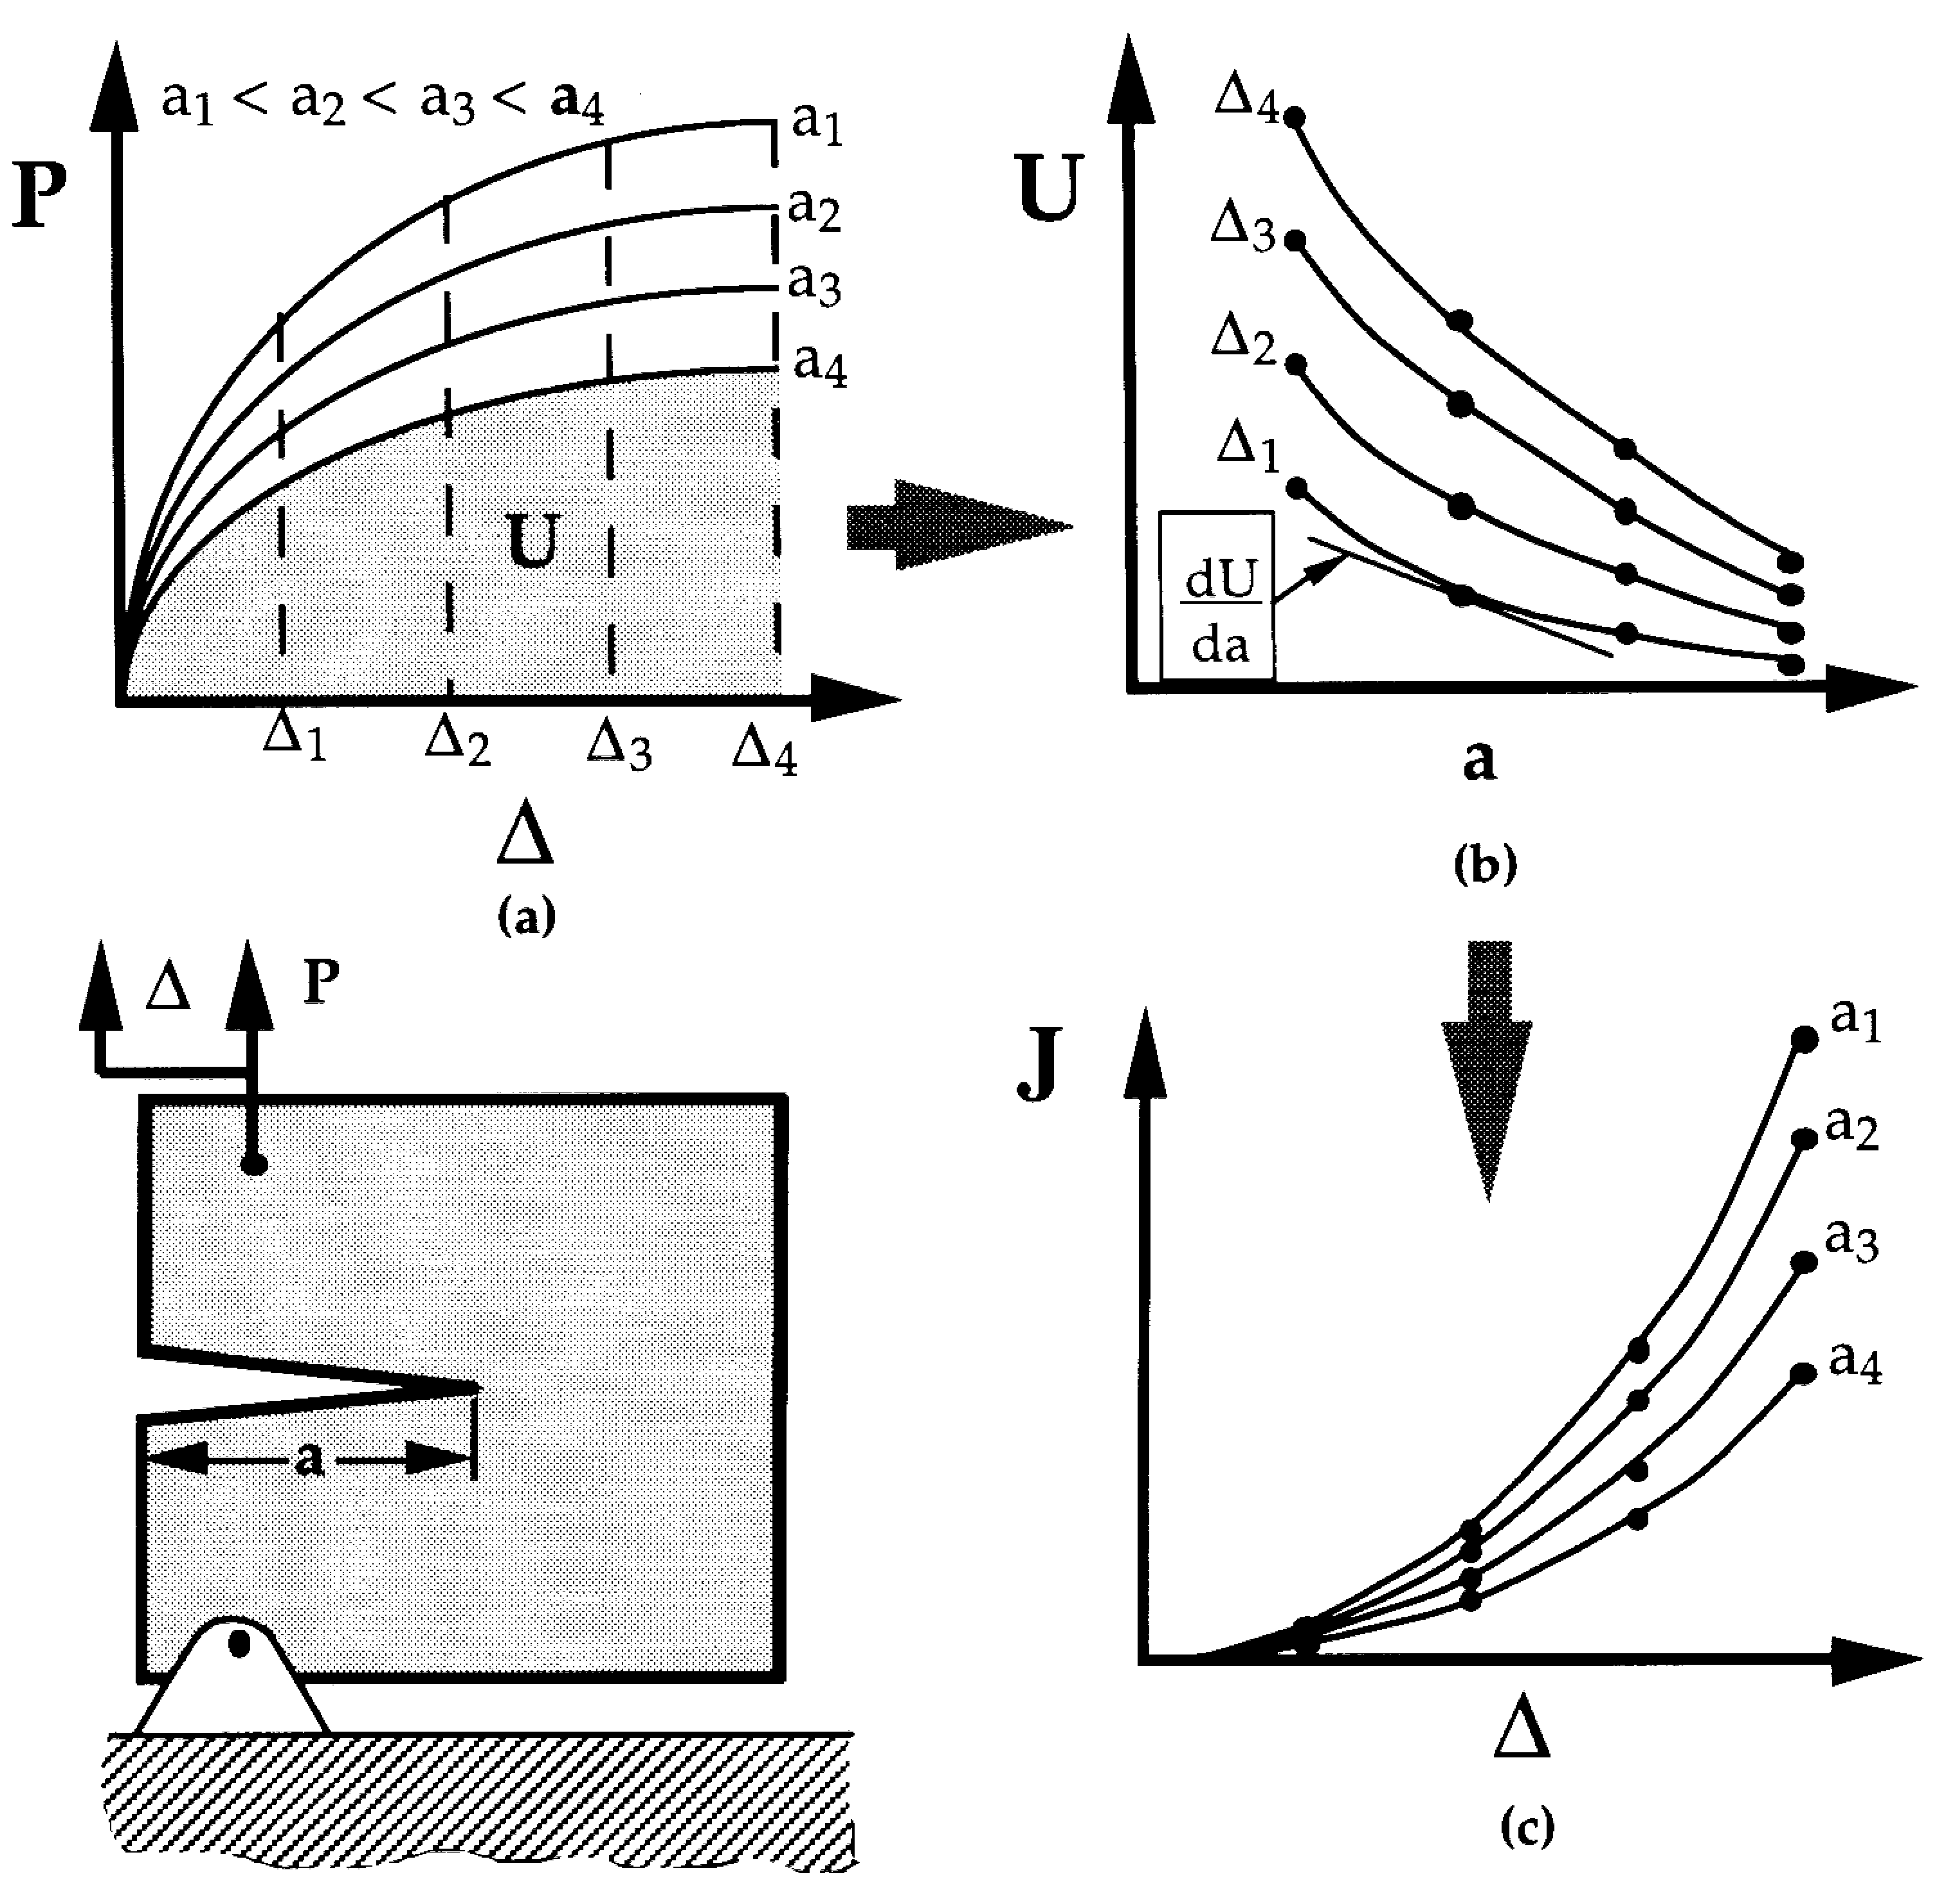 a₁ < a₂ < a₃ < a₄
P
a₁
a₂
a₃
a₄
U
Δ₁ Δ₂ Δ₃ Δ₄
Δ
(a)
U
Δ₄
Δ₃
Δ₂
Δ₁
dU
da
a
(b)
Δ P
a
J
a₁
a₂
a₃
a₄
Δ
(c)